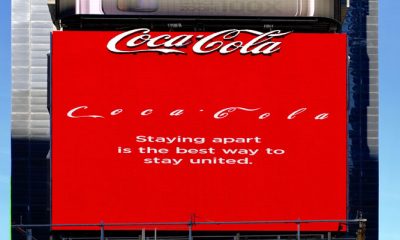 Coca-Cola
Coca-Cola
Staying apart
is the best way to
stay united.